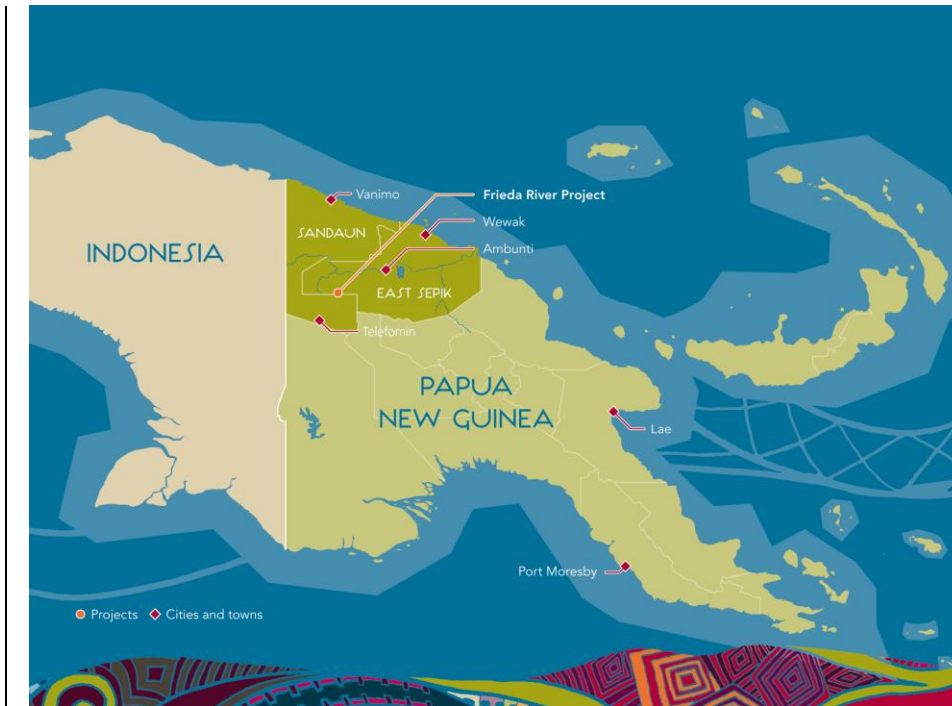 Vanimo
Frieda River Project
Wewak
SANDAUN
INDONESIA
Ambunti
EAST SEPIK
Telefomin
PAPUA
NEW GUINEA
Lae
Port Moresby
Projects Cities and towns